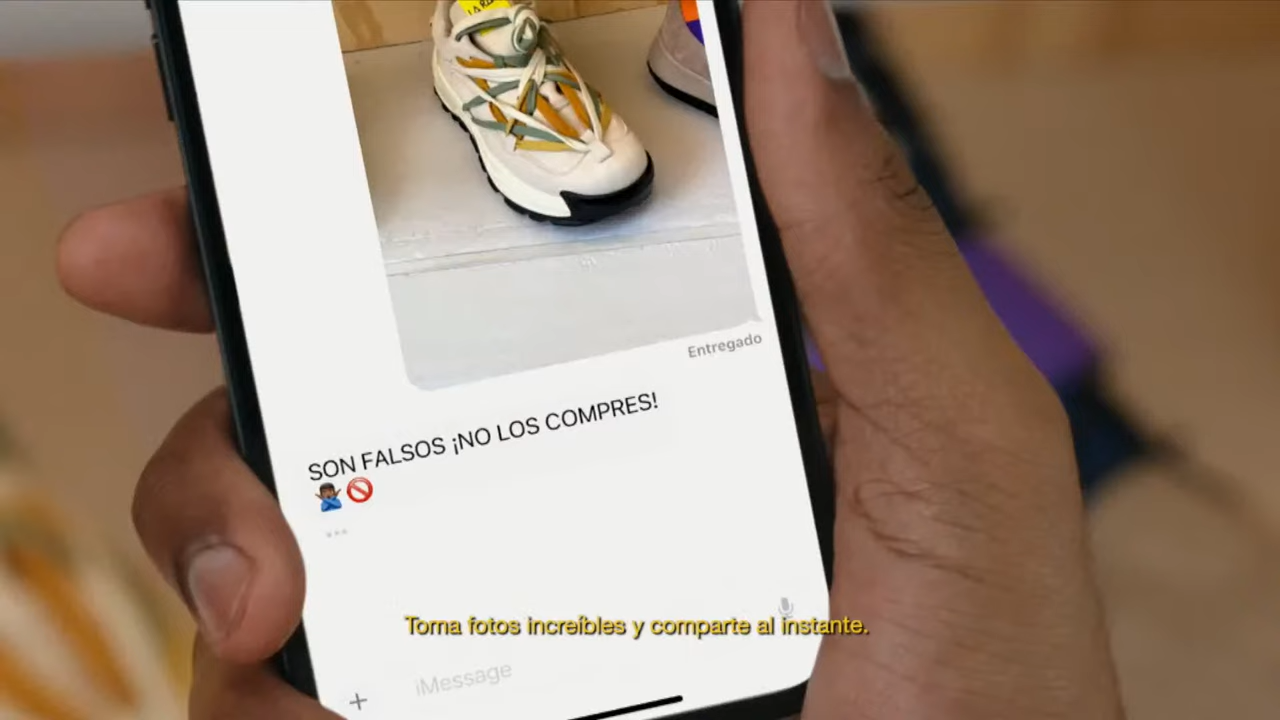 Entregado
SON FALSOS ¡NO LOS COMPRES!
Toma fotos increíbles y comparte al instante.
iMessage